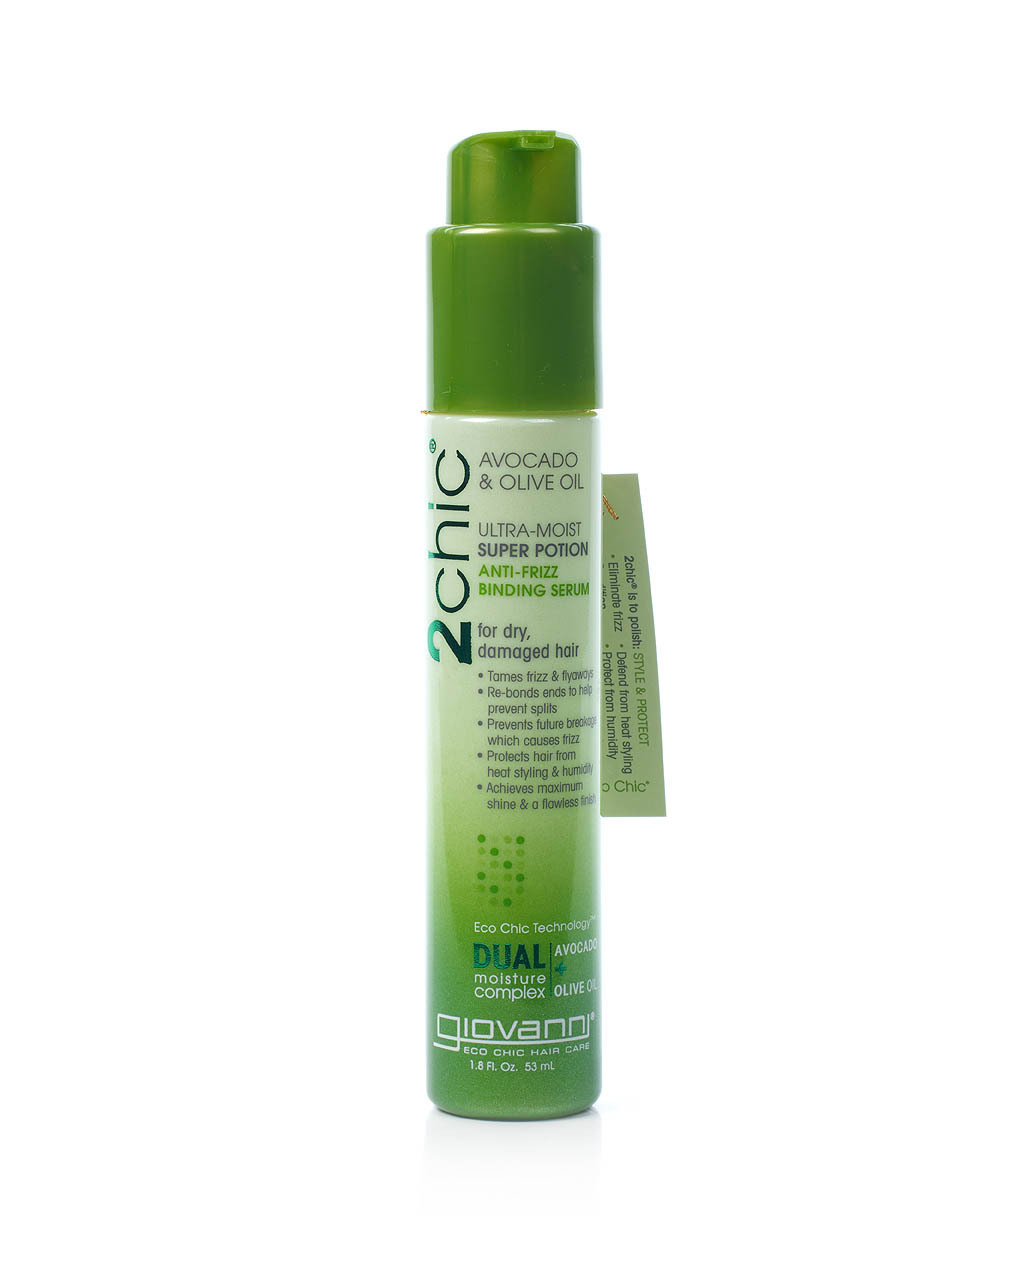 2chic®
AVOCADO
& OLIVE OIL
ULTRA-MOIST
SUPER POTION
ANTI-FRIZZ
BINDING SERUM
for dry,
damaged hair
• Tames frizz & flyaways
• Re-bonds ends to help
prevent splits
• Prevents future breakage
which causes frizz
• Protects hair from
heat styling & humidity
• Achieves maximum
shine & a flawless finish
Eco Chic Technology™
DUAL
moisture
complex
AVOCADO
+
OLIVE OIL
giovanni®
ECO CHIC HAIR CARE
1.8 Fl. Oz. 53 mL
2chic® is to polish: STYLE & PROTECT
• Eliminate frizz • Defend from heat styling
• Protect from humidity
o Chic®